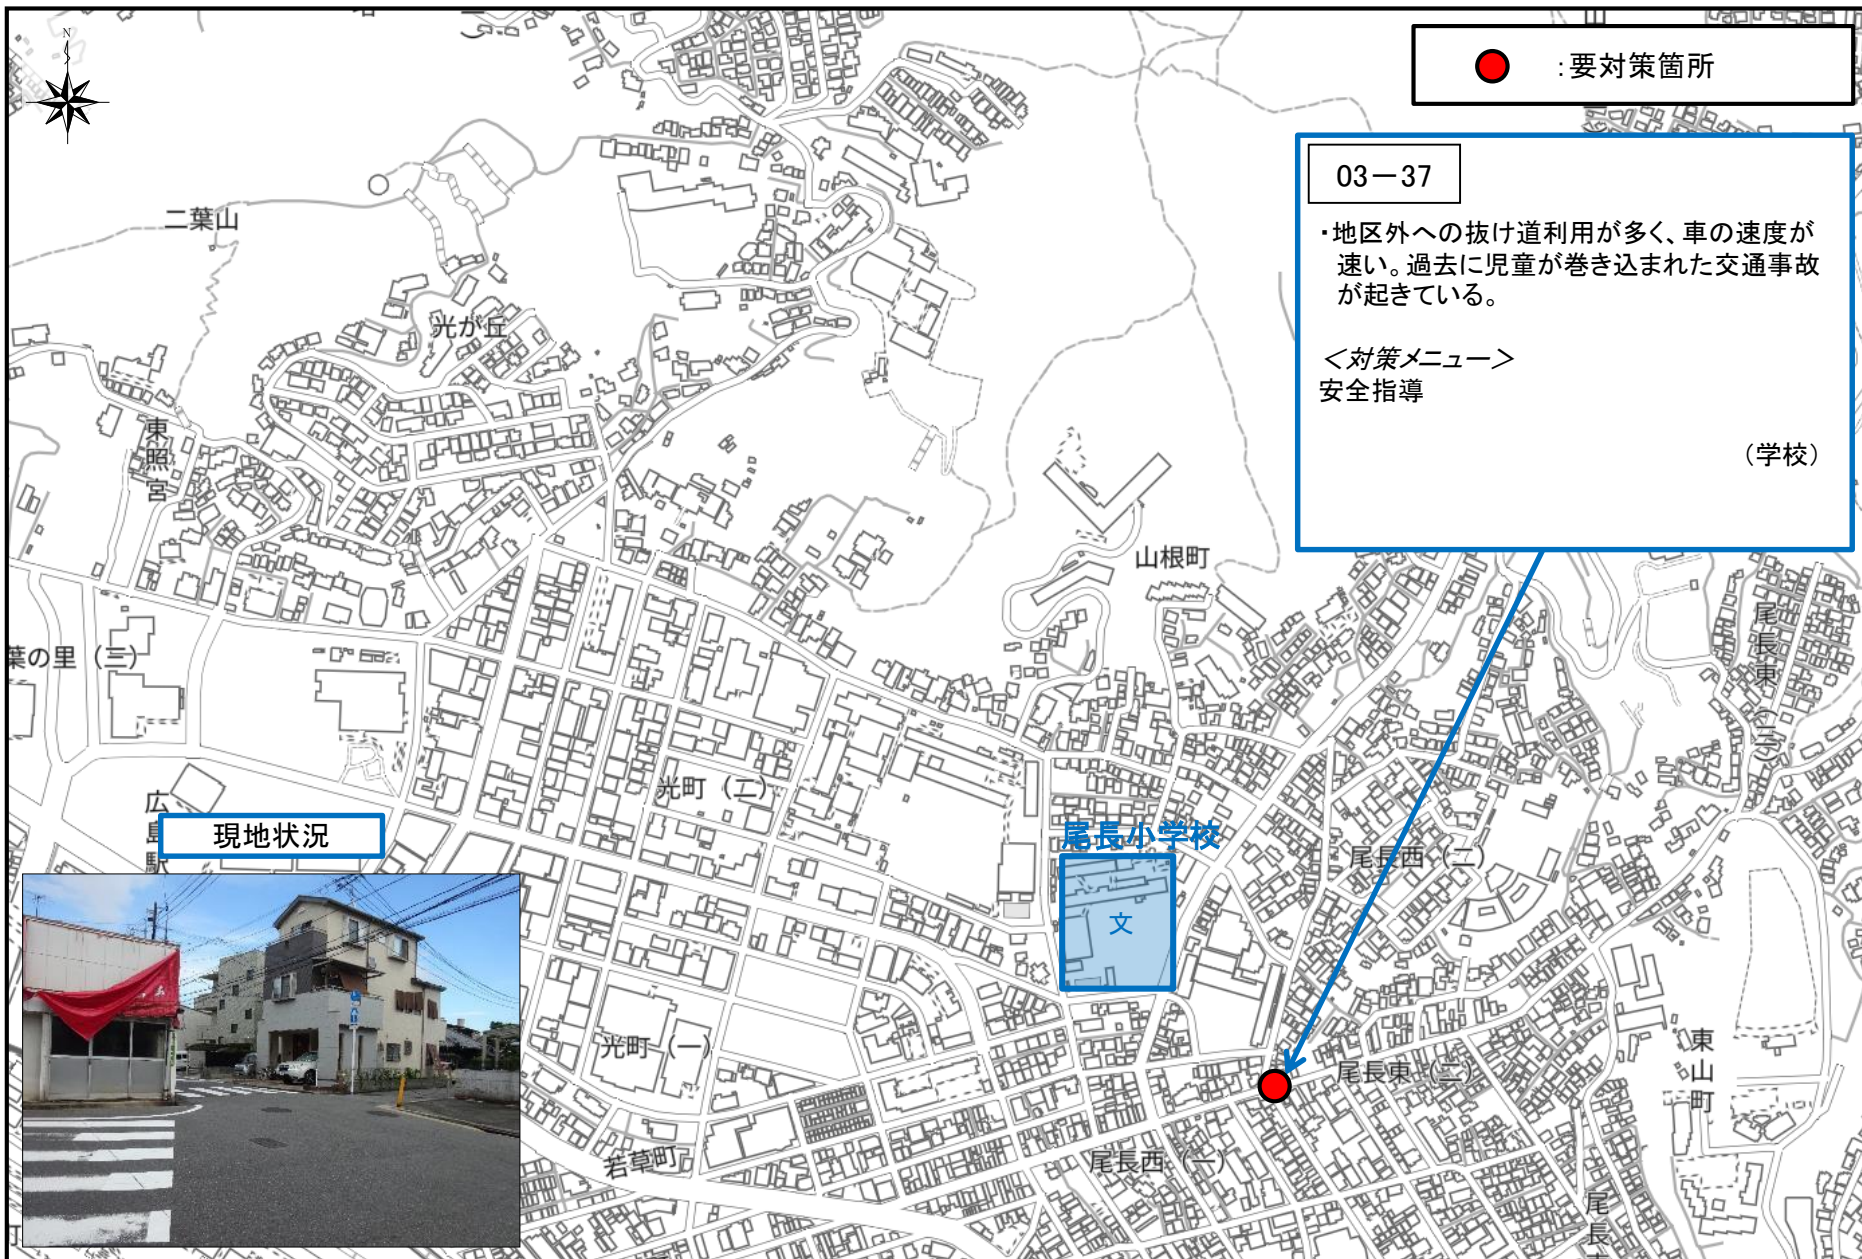 N
:要対策箇所
03－37
・地区外への抜け道利用が多く、車の速度が
速い。過去に児童が巻き込まれた交通事故
が起きている。
＜対策メニュー＞
安全指導
（学校）
二葉山
光が丘
東照宮
山根町
尾長東（三）
葉の里（三）
光町（二）
広島駅
現地状況
尾長小学校
文
尾長西（二）
光町（一）
尾長東（二）
東山町
若草町
尾長西（一）
尾長